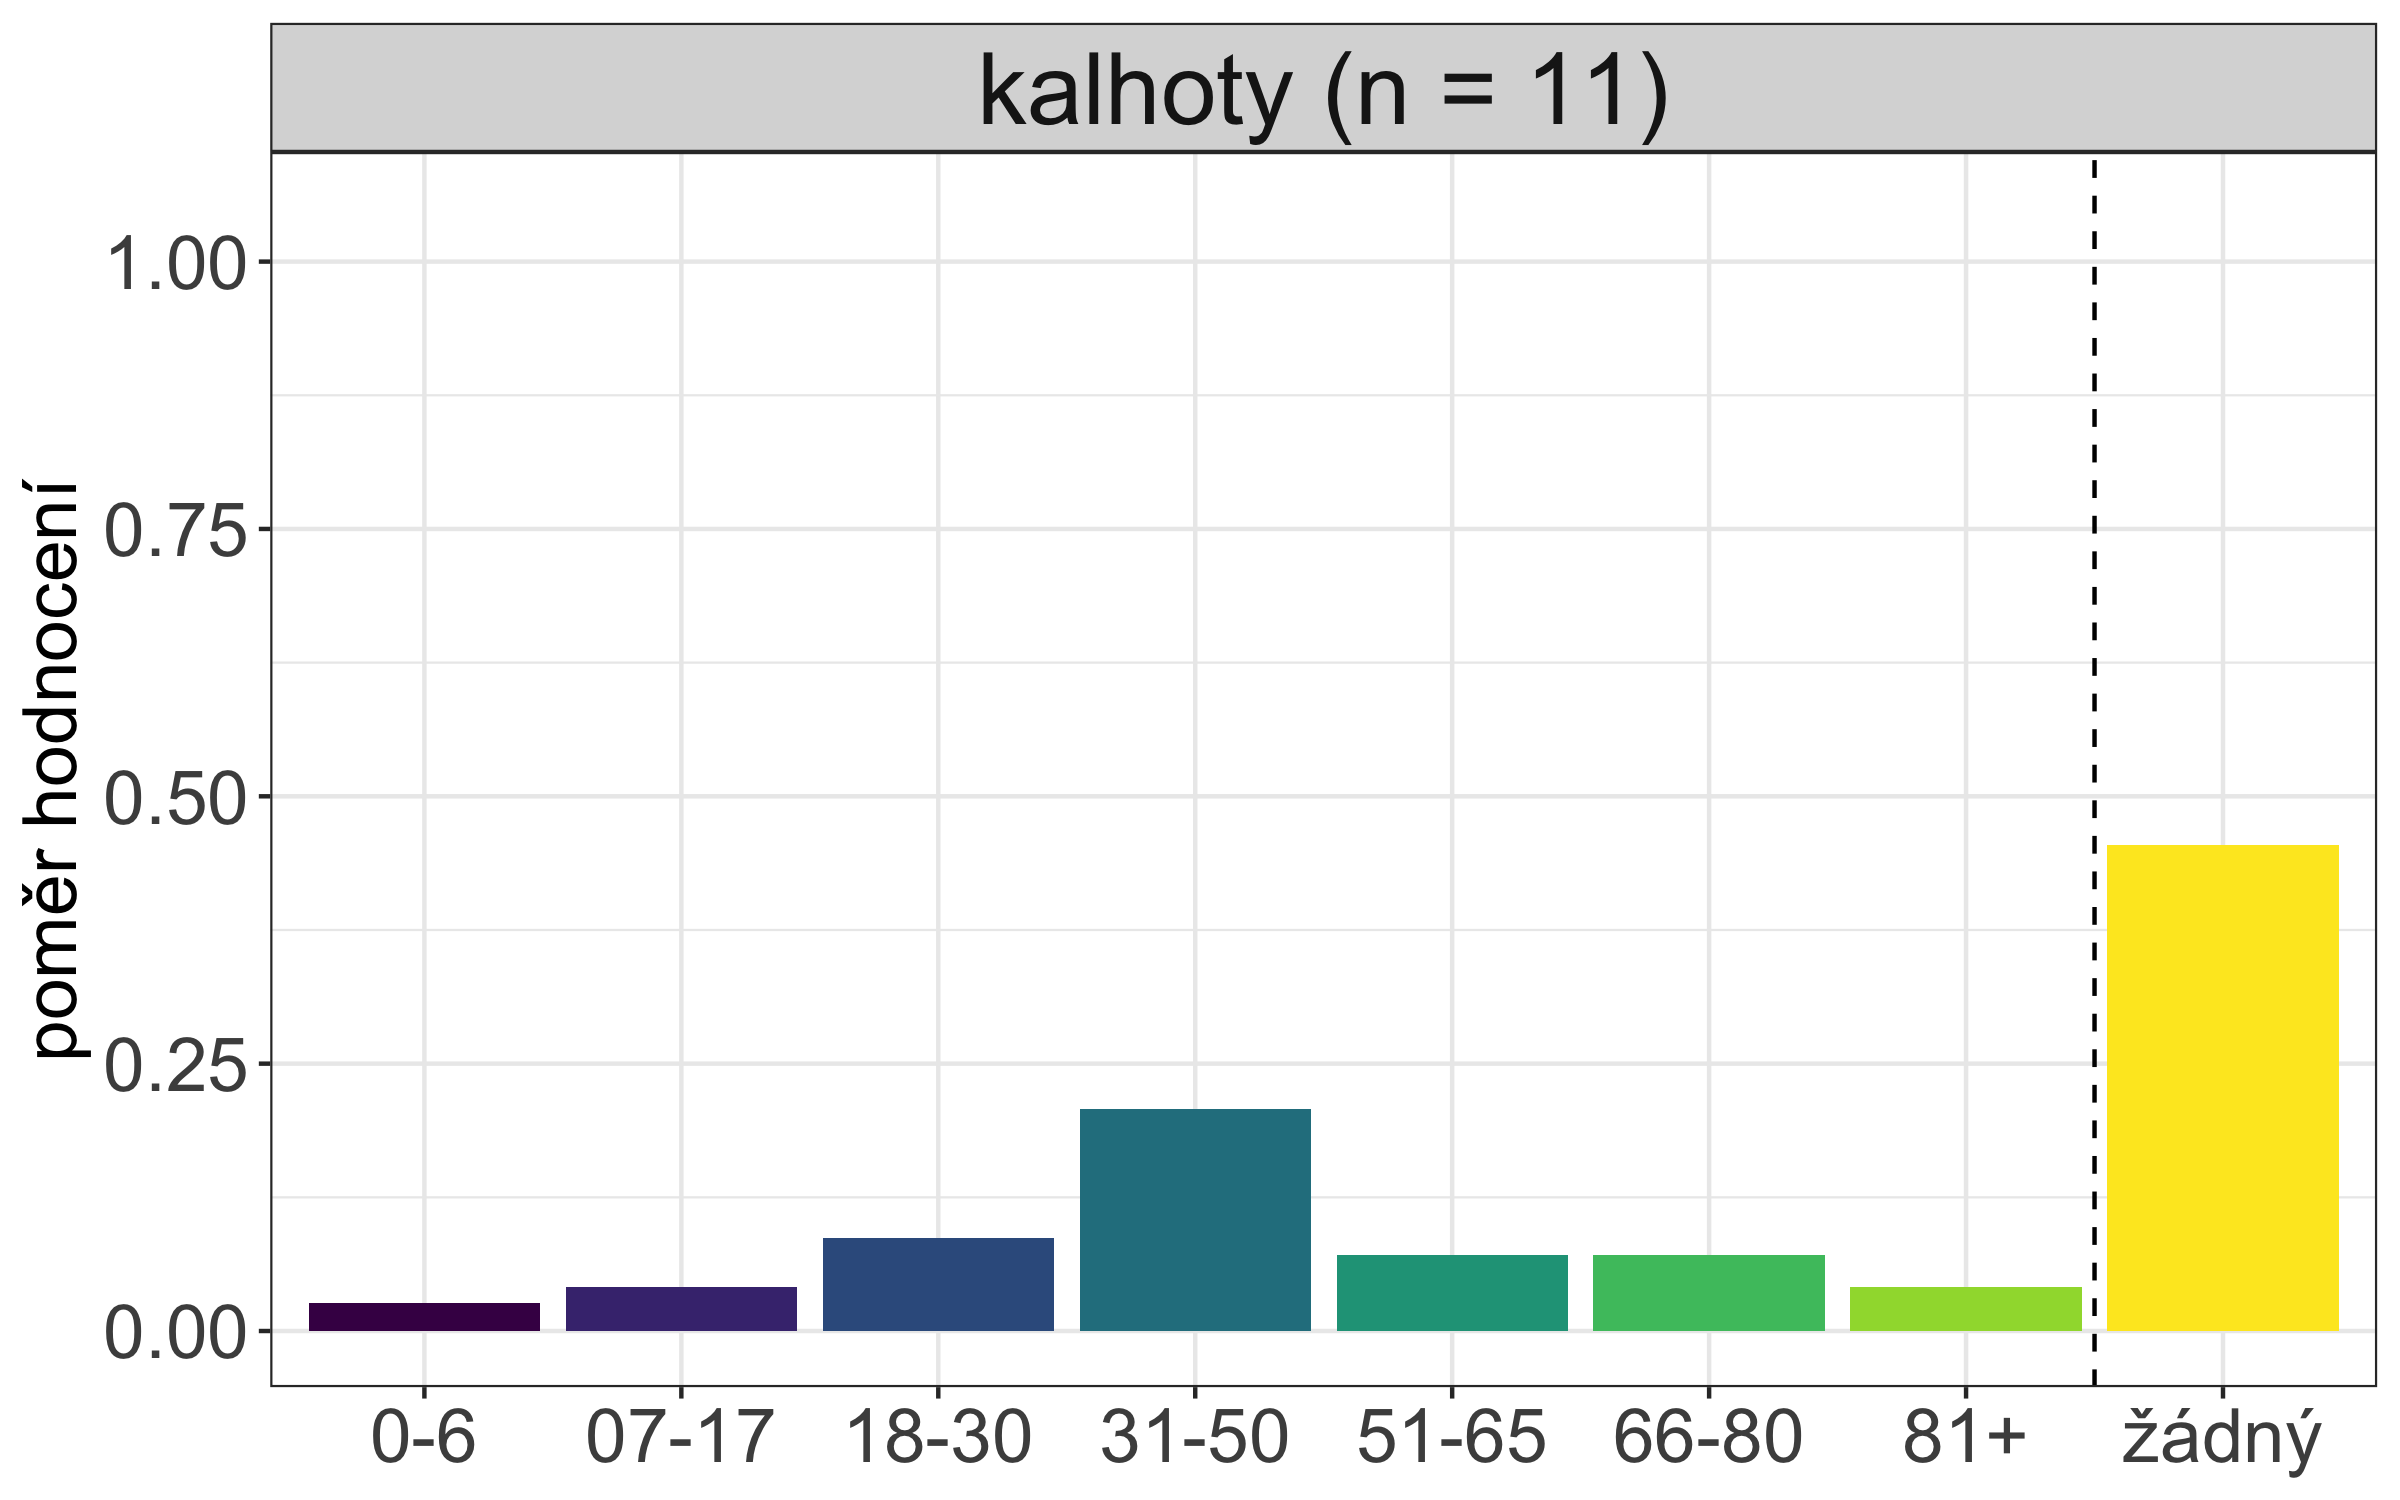 kalhoty (n = 11)
poměr hodnocení
1.00
0.75
0.50
0.25
0.00
0-6 07-17 18-30 31-50 51-65 66-80 81+ žádný